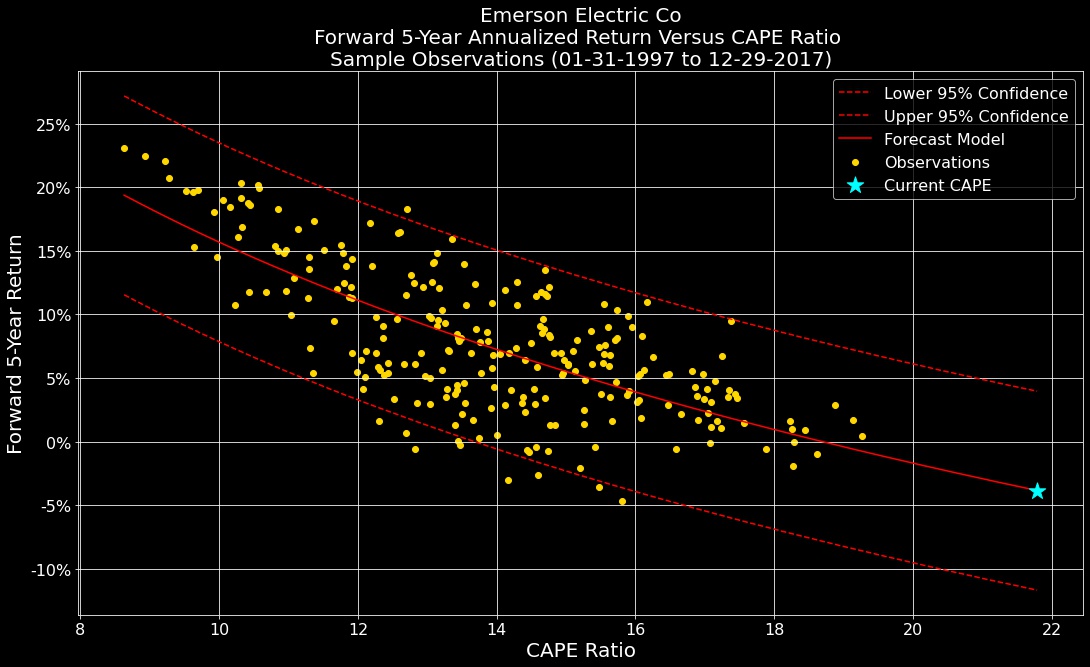 Emerson Electric Co
Forward 5-Year Annualized Return Versus CAPE Ratio
Sample Observations (01-31-1997 to 12-29-2017)
Lower 95% Confidence
Upper 95% Confidence
Forecast Model
Observations
Current CAPE
Forward 5-Year Return
25%
20%
15%
10%
5%
0%
-5%
-10%
8 10 12 14 16 18 20 22
CAPE Ratio